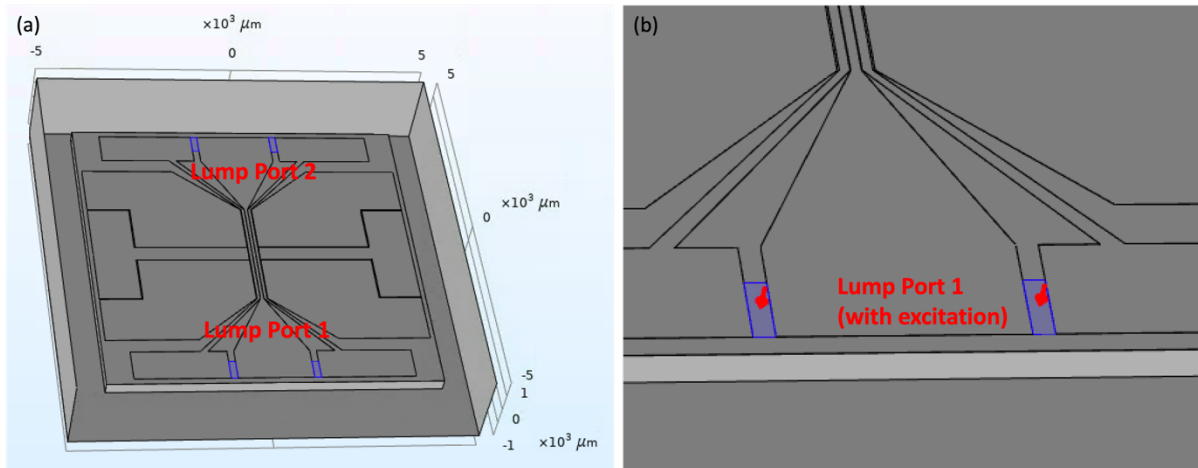 (a)
×10³ µm
-5
0
5
5
Lump Port 2
×10³ µm
0
Lump Port 1
-5
1
0
-1
×10³ µm
(b)
Lump Port 1
(with excitation)